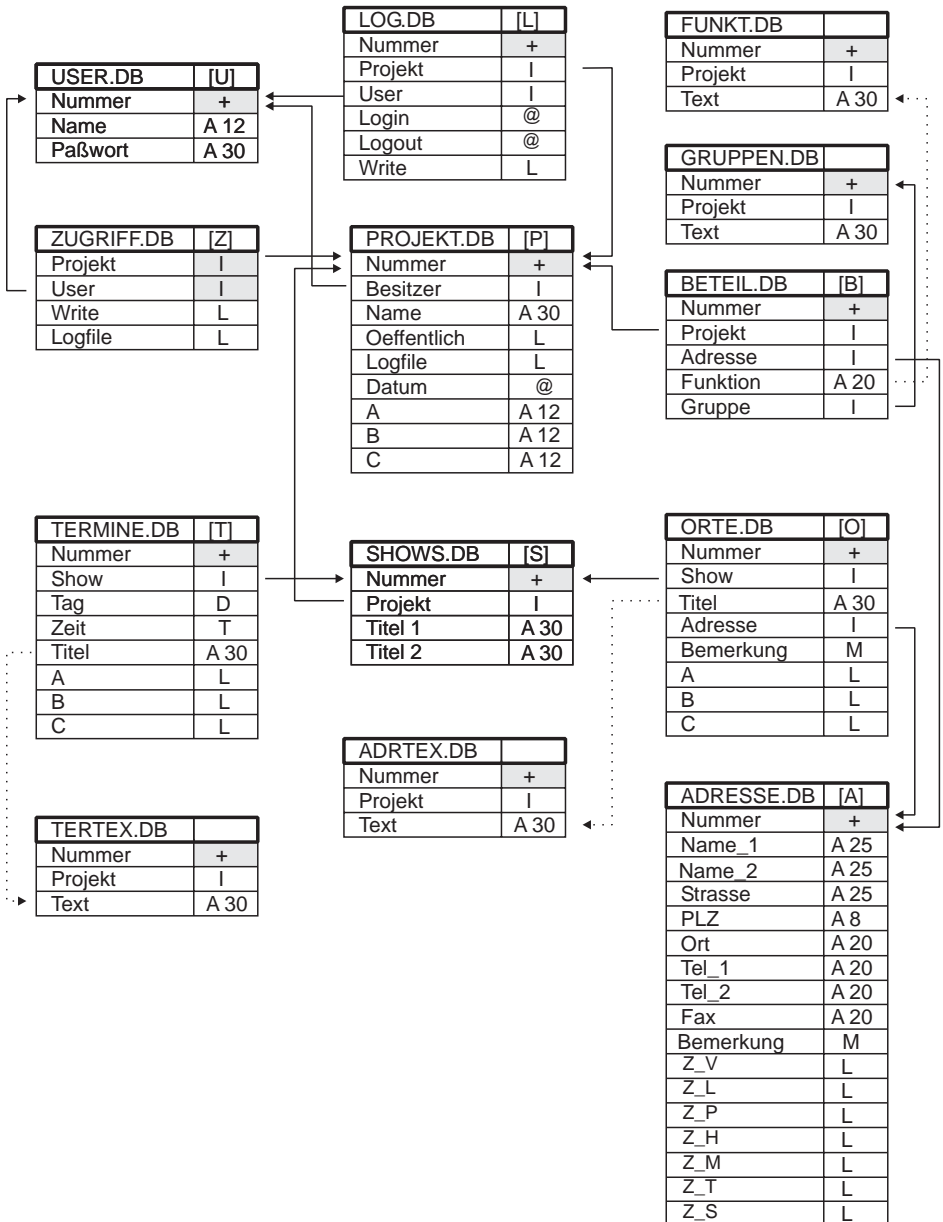 LOG.DB [L]
Nummer +
Projekt I
User I
Login @
Logout @
Write L
FUNKT.DB
Nummer +
Projekt I
Text A 30
USER.DB [U]
Nummer +
Name A 12
Paßwort A 30
GRUPPEN.DB
Nummer +
Projekt I
Text A 30
ZUGRIFF.DB [Z]
Projekt I
User I
Write L
Logfile L
PROJEKT.DB [P]
Nummer +
Besitzer I
Name A 30
Oeffentlich L
Logfile L
Datum @
A A 12
B A 12
C A 12
BETEIL.DB [B]
Nummer +
Projekt I
Adresse I
Funktion A 20
Gruppe I
TERMINE.DB [T]
Nummer +
Show I
Tag D
Zeit T
Titel A 30
A L
B L
C L
SHOWS.DB [S]
Nummer +
Projekt I
Titel 1 A 30
Titel 2 A 30
ORTE.DB [O]
Nummer +
Show I
Titel A 30
Adresse I
Bemerkung M
A L
B L
C L
ADRTEX.DB
Nummer +
Projekt I
Text A 30
TERTEX.DB
Nummer +
Projekt I
Text A 30
ADRESSE.DB [A]
Nummer +
Name_1 A 25
Name_2 A 25
Strasse A 25
PLZ A 8
Ort A 20
Tel_1 A 20
Tel_2 A 20
Fax A 20
Bemerkung M
Z_V L
Z_L L
Z_P L
Z_H L
Z_M L
Z_T L
Z_S L